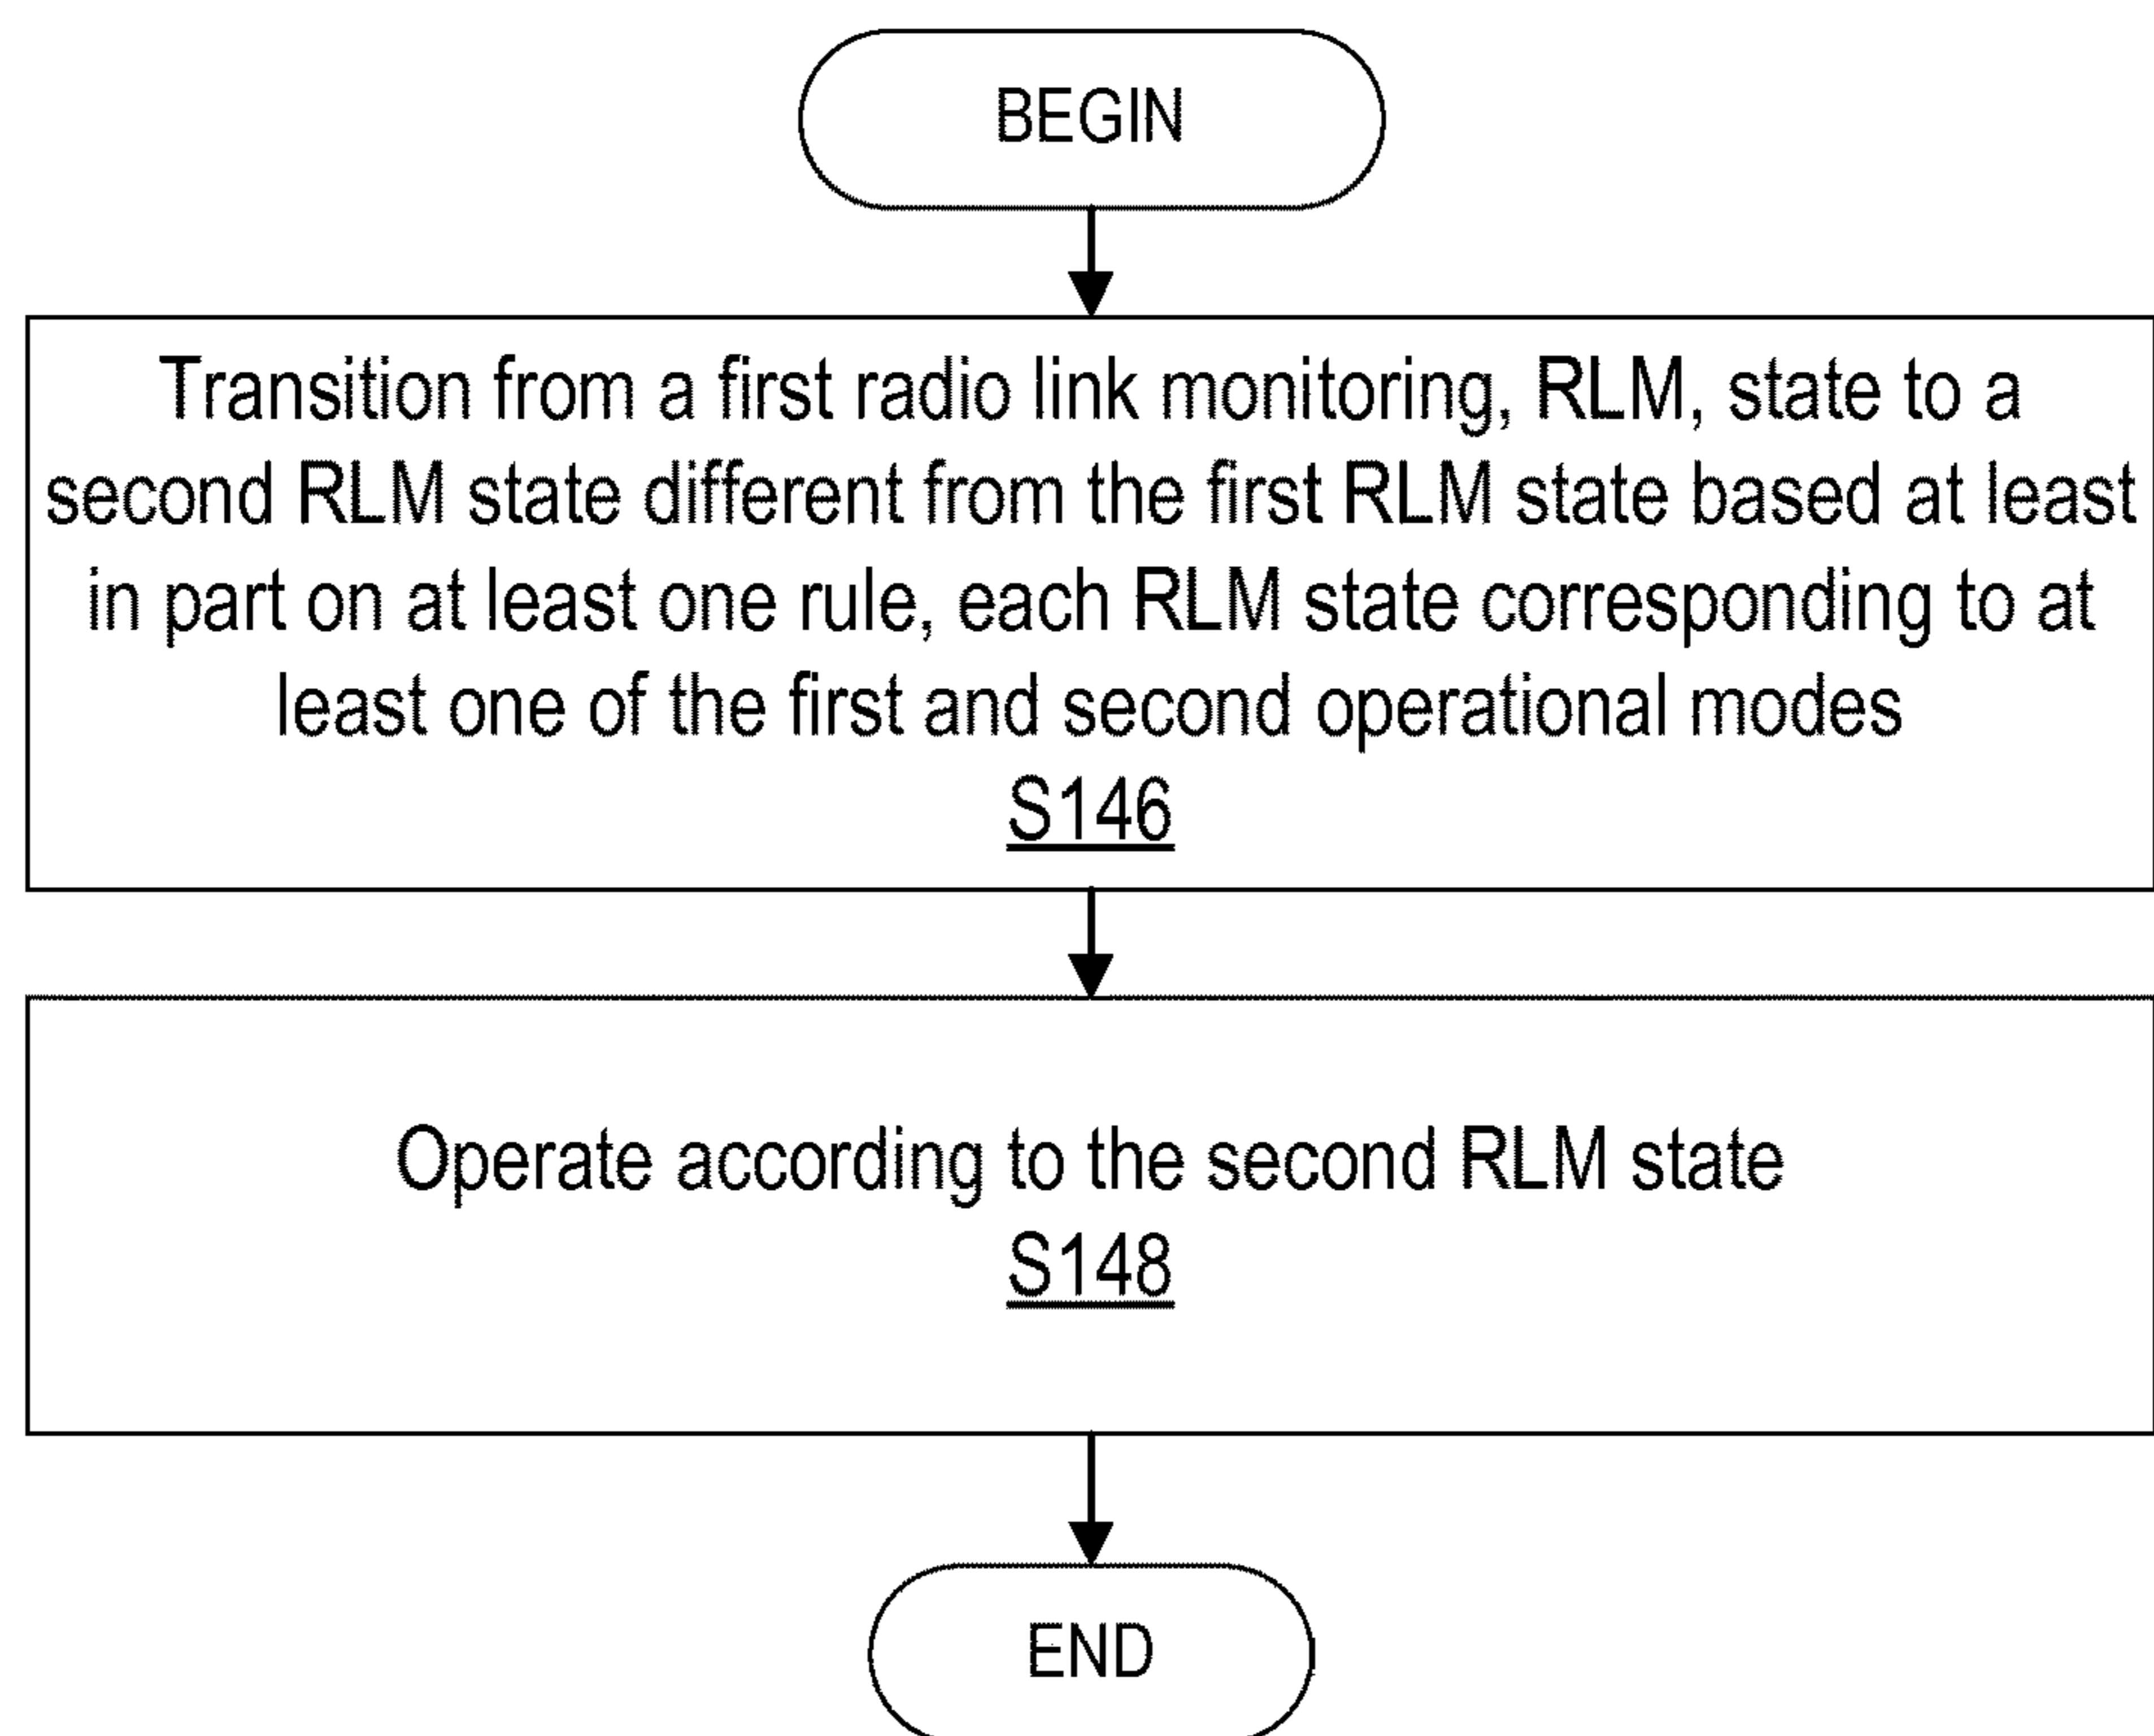 BEGIN
Transition from a first radio link monitoring, RLM, state to a
second RLM state different from the first RLM state based at least
in part on at least one rule, each RLM state corresponding to at
least one of the first and second operational modes
S146
Operate according to the second RLM state
S148
END